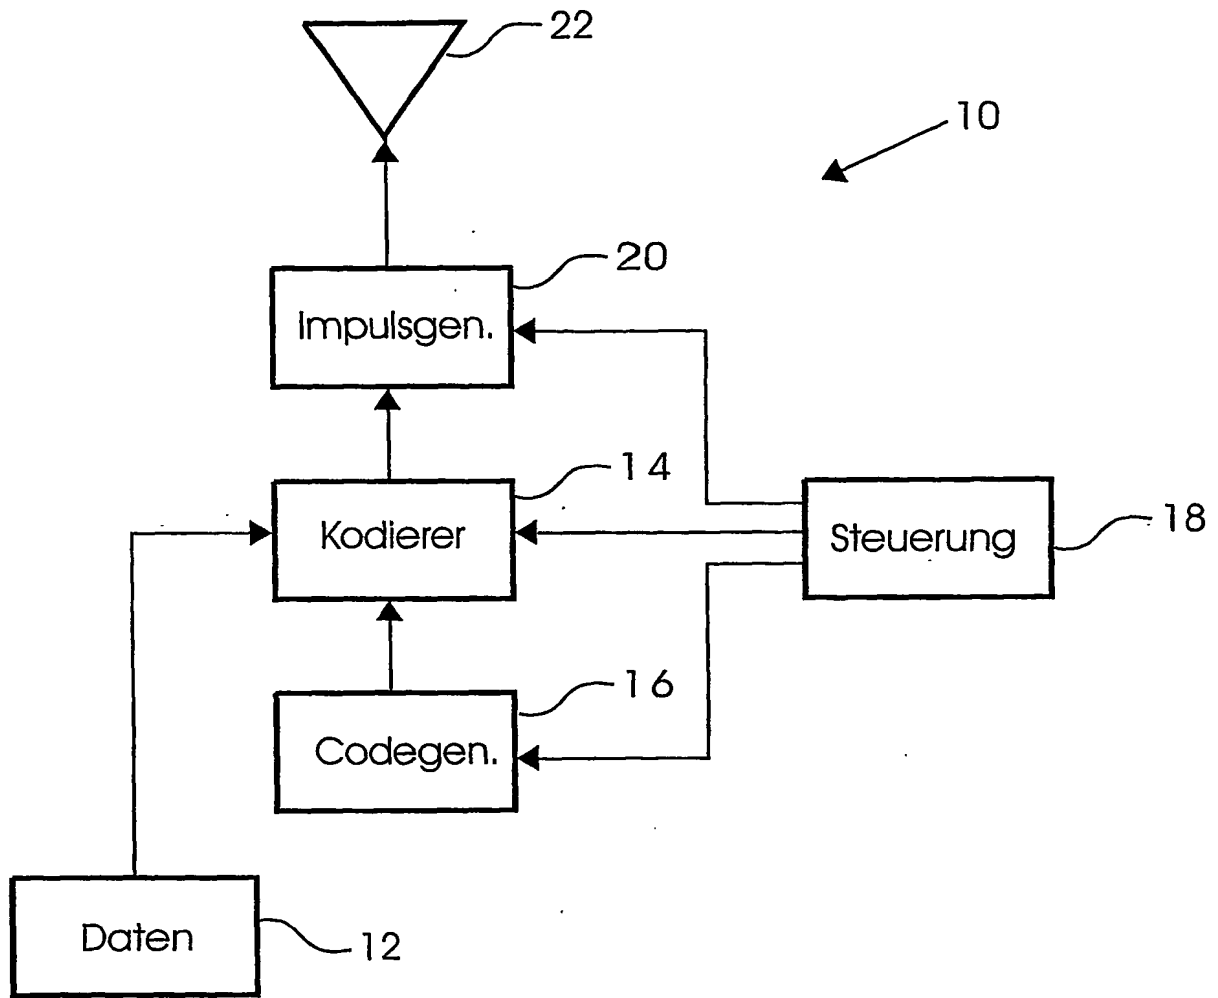 22
10
20
Impulsgen.
14
Kodierer
Steuerung
18
16
Codegen.
Daten
12